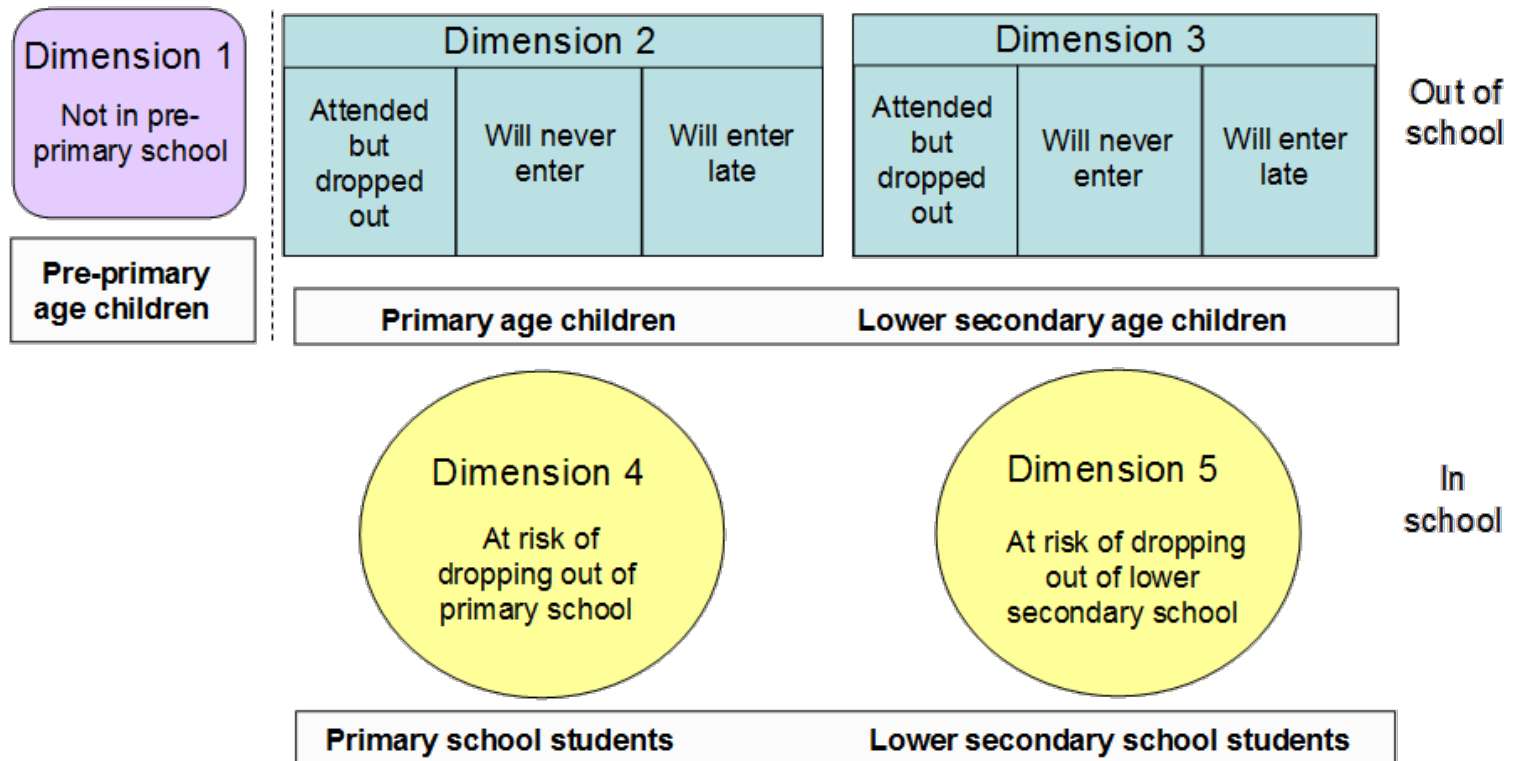 Dimension 1
Not in pre-
primary school
Pre-primary
age children
Dimension 2
Attended
but
dropped
out
Will never
enter
Will enter
late
Dimension 3
Attended
but
dropped
out
Will never
enter
Will enter
late
Out of
school
Primary age children
Lower secondary age children
Dimension 4
At risk of
dropping out of
primary school
Dimension 5
At risk of dropping
out of lower
secondary school
In
school
Primary school students
Lower secondary school students